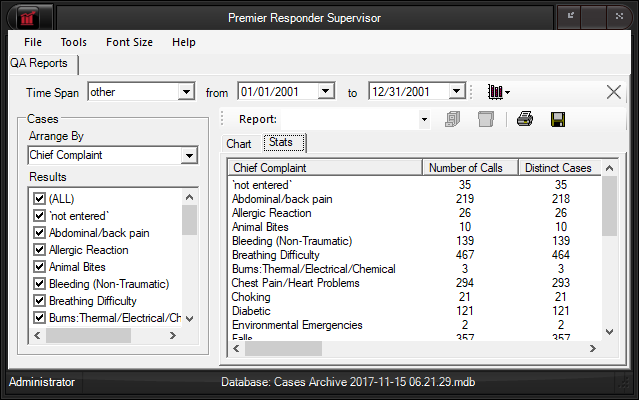 Premier Responder Supervisor
File Tools Font Size Help
QA Reports
Time Span other from 01/01/2001 to 12/31/2001
Cases
Arrange By
Chief Complaint
Results
(ALL)
`not entered`
Abdominal/back pain
Allergic Reaction
Animal Bites
Bleeding (Non-Traumatic)
Breathing Difficulty
Burns:Thermal/Electrical/Ch
Report:
Chart Stats
Chief Complaint Number of Calls Distinct Cases
`not entered` 35 35
Abdominal/back pain 219 218
Allergic Reaction 26 26
Animal Bites 10 10
Bleeding (Non-Traumatic) 139 139
Breathing Difficulty 467 464
Burns:Thermal/Electrical/Chemical 3 3
Chest Pain/Heart Problems 294 293
Choking 21 21
Diabetic 121 121
Environmental Emergencies 2 2
Falls 357 357
Administrator Database: Cases Archive 2017-11-15 06.21.29.mdb